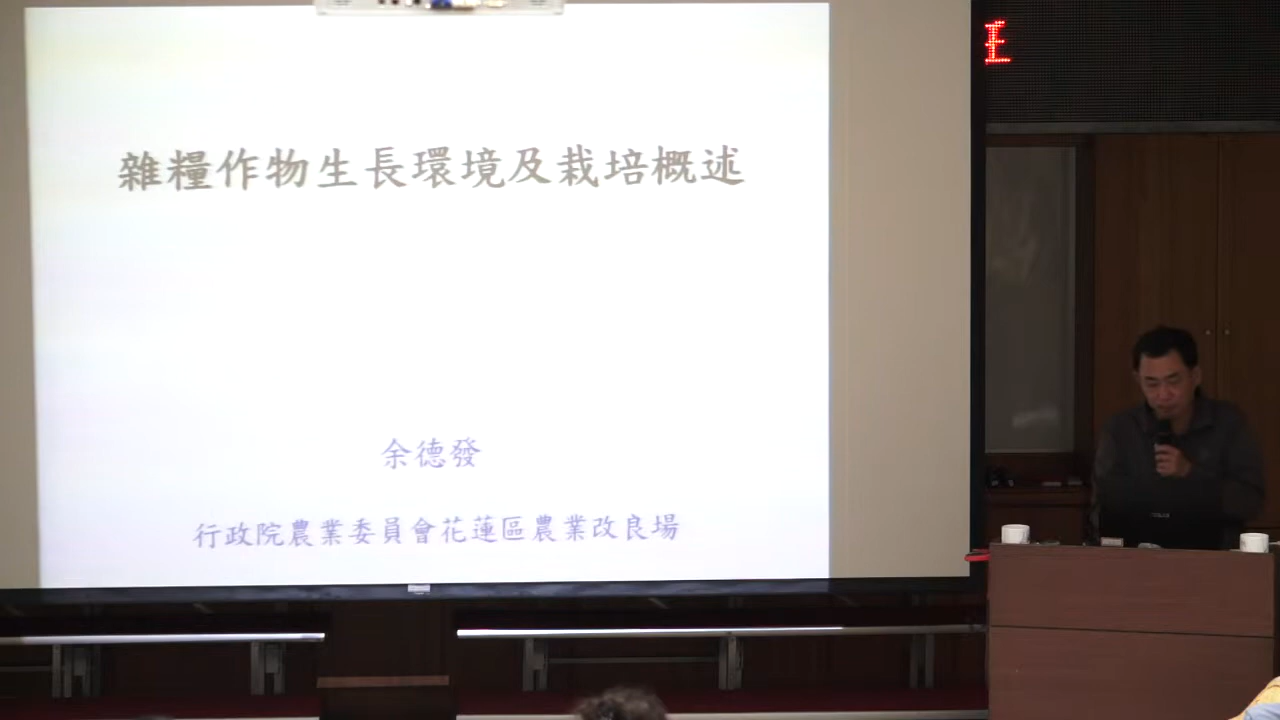 雜糧作物生長環境及栽培概述
余德發
行政院農業委員會花蓮區農業改良場